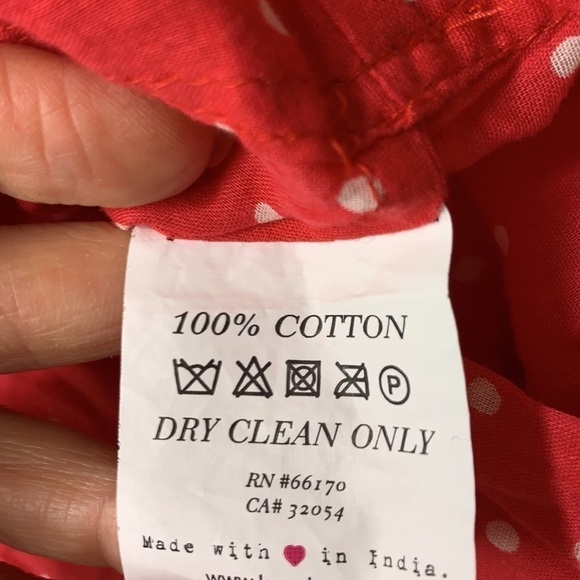 100% COTTON
P
DRY CLEAN ONLY
RN #66170
CA# 32054
Made with ♥ in India.